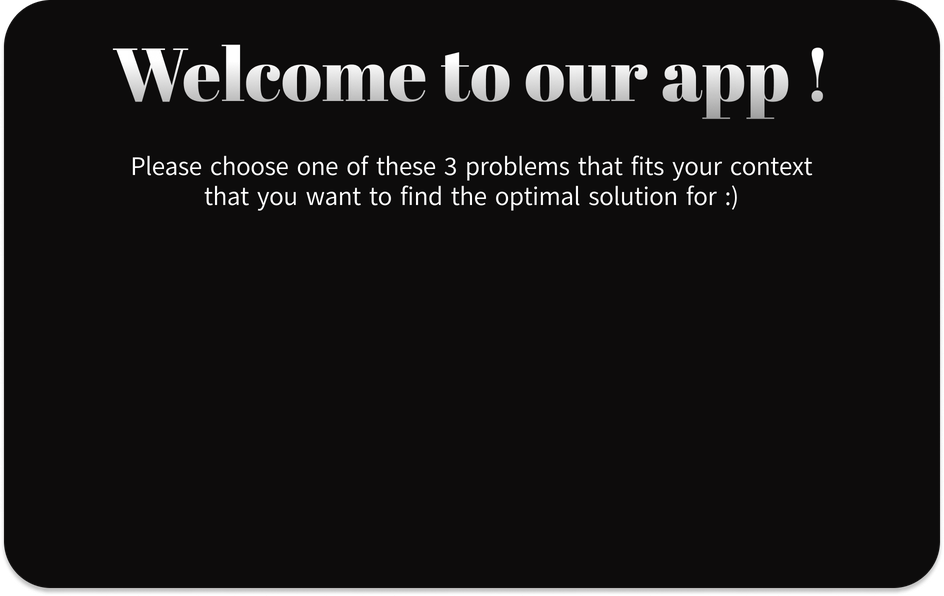 Welcome to our app !
Please choose one of these 3 problems that fits your context
that you want to find the optimal solution for :)